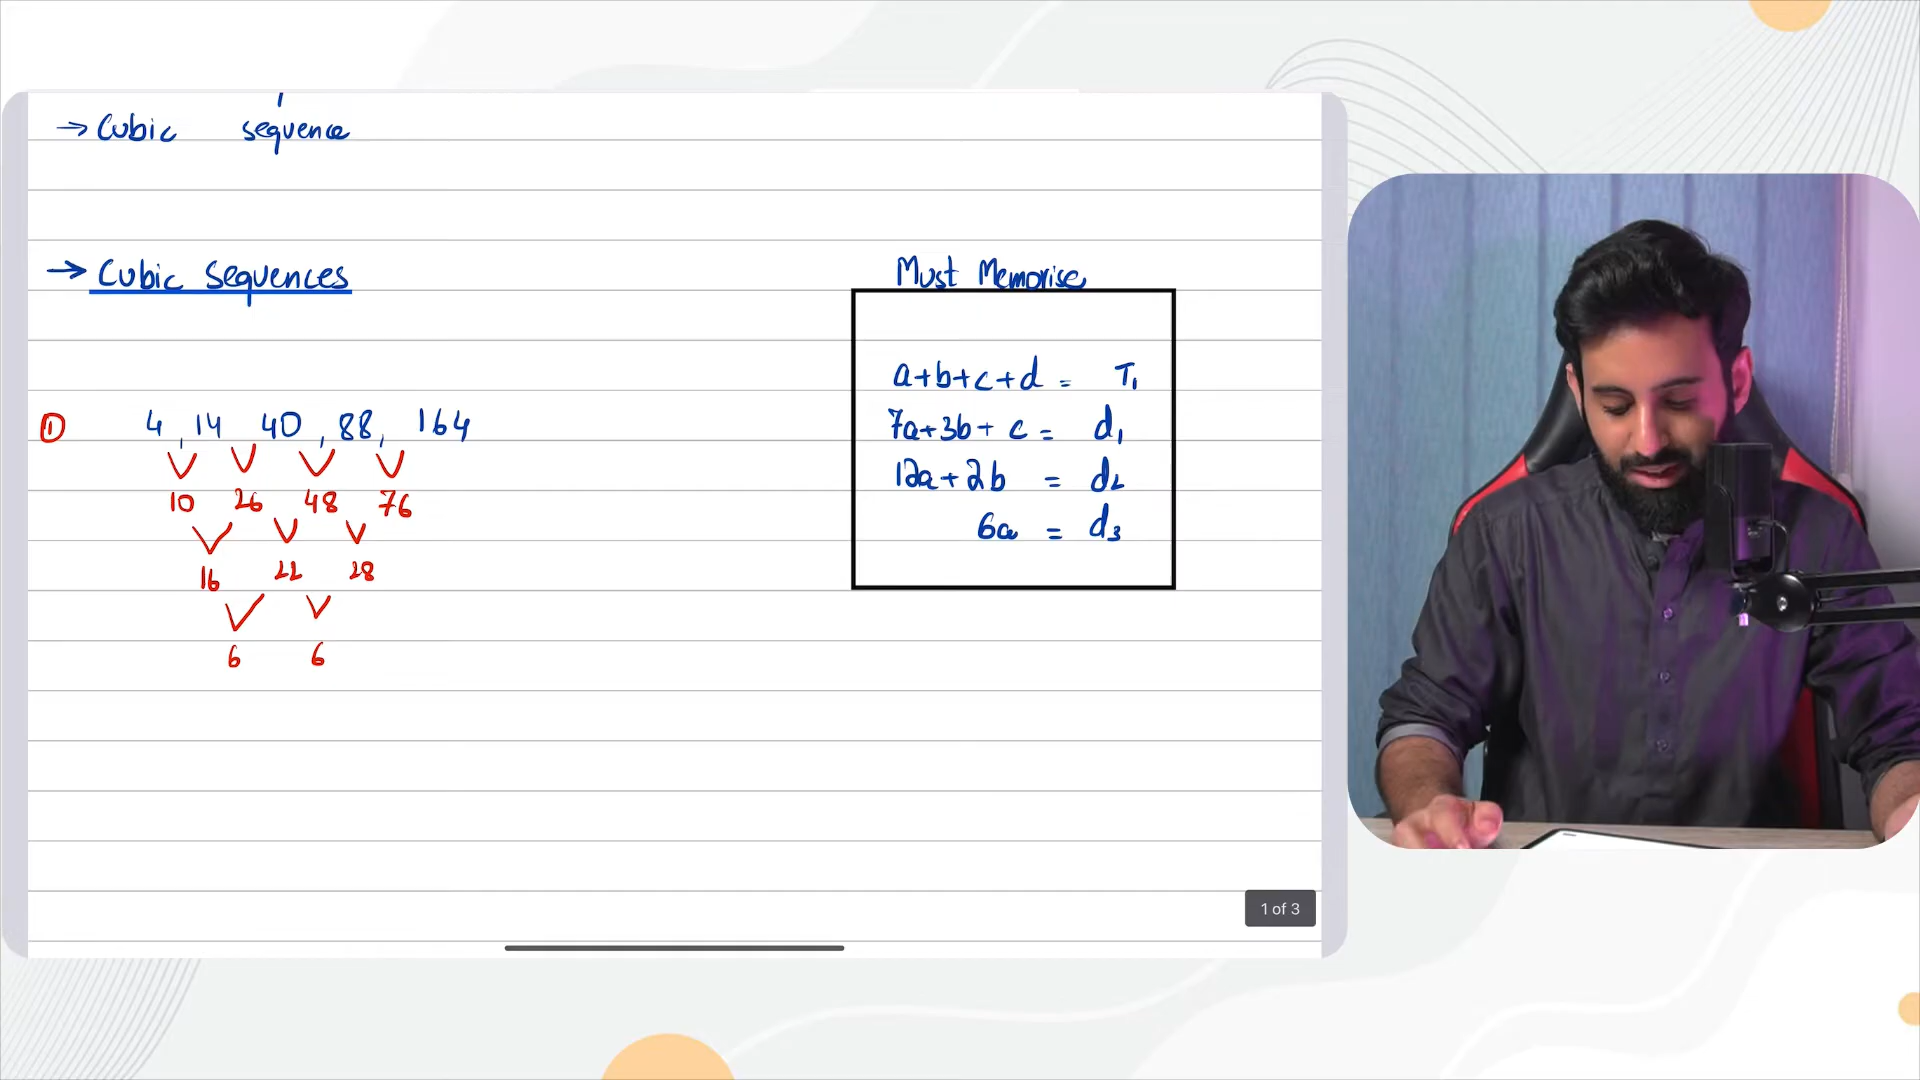 → Cubic sequence
→ Cubic Sequences
Must Memorise
a+b+c+d = T₁
7a+3b+c = d₁
12a+2b = d₂
6a = d₃
① 4, 14 40, 88, 164
10 26 48 76
16 22 28
6 6
1 of 3